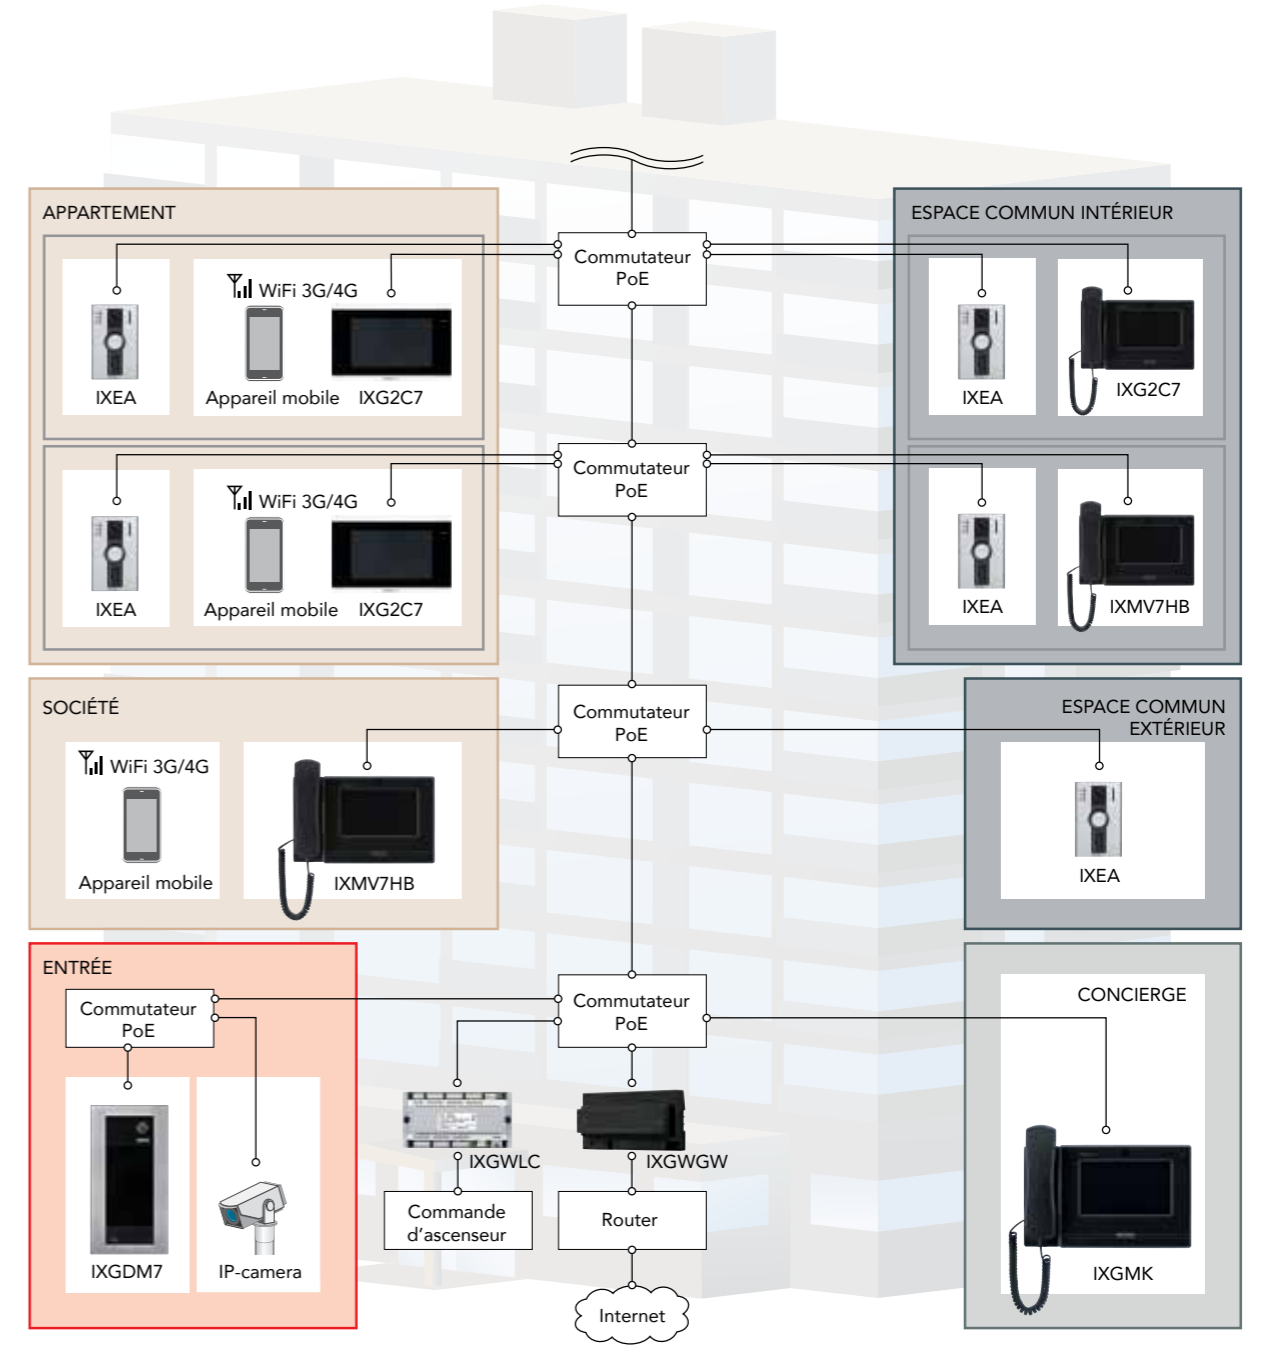 APPARTEMENT
IXEA
WiFi 3G/4G
Appareil mobile
IXG2C7
IXEA
WiFi 3G/4G
Appareil mobile
IXG2C7
Commutateur
PoE
Commutateur
PoE
ESPACE COMMUN INTÉRIEUR
IXEA
IXG2C7
IXEA
IXMV7HB
SOCIÉTÉ
WiFi 3G/4G
Appareil mobile
IXMV7HB
Commutateur
PoE
ESPACE COMMUN
EXTÉRIEUR
IXEA
ENTRÉE
Commutateur
PoE
IXGDM7
IP-camera
Commutateur
PoE
IXGWLC
IXGWGW
Commande
d'ascenseur
Router
Internet
CONCIERGE
IXGMK